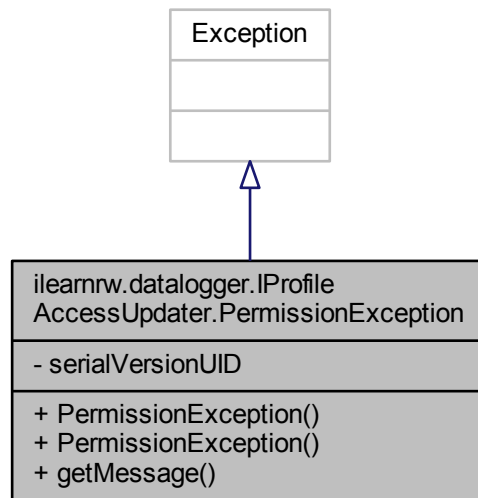 Exception
ilearnrw.datalogger.IProfile
AccessUpdater.PermissionException
- serialVersionUID
+ PermissionException()
+ PermissionException()
+ getMessage()